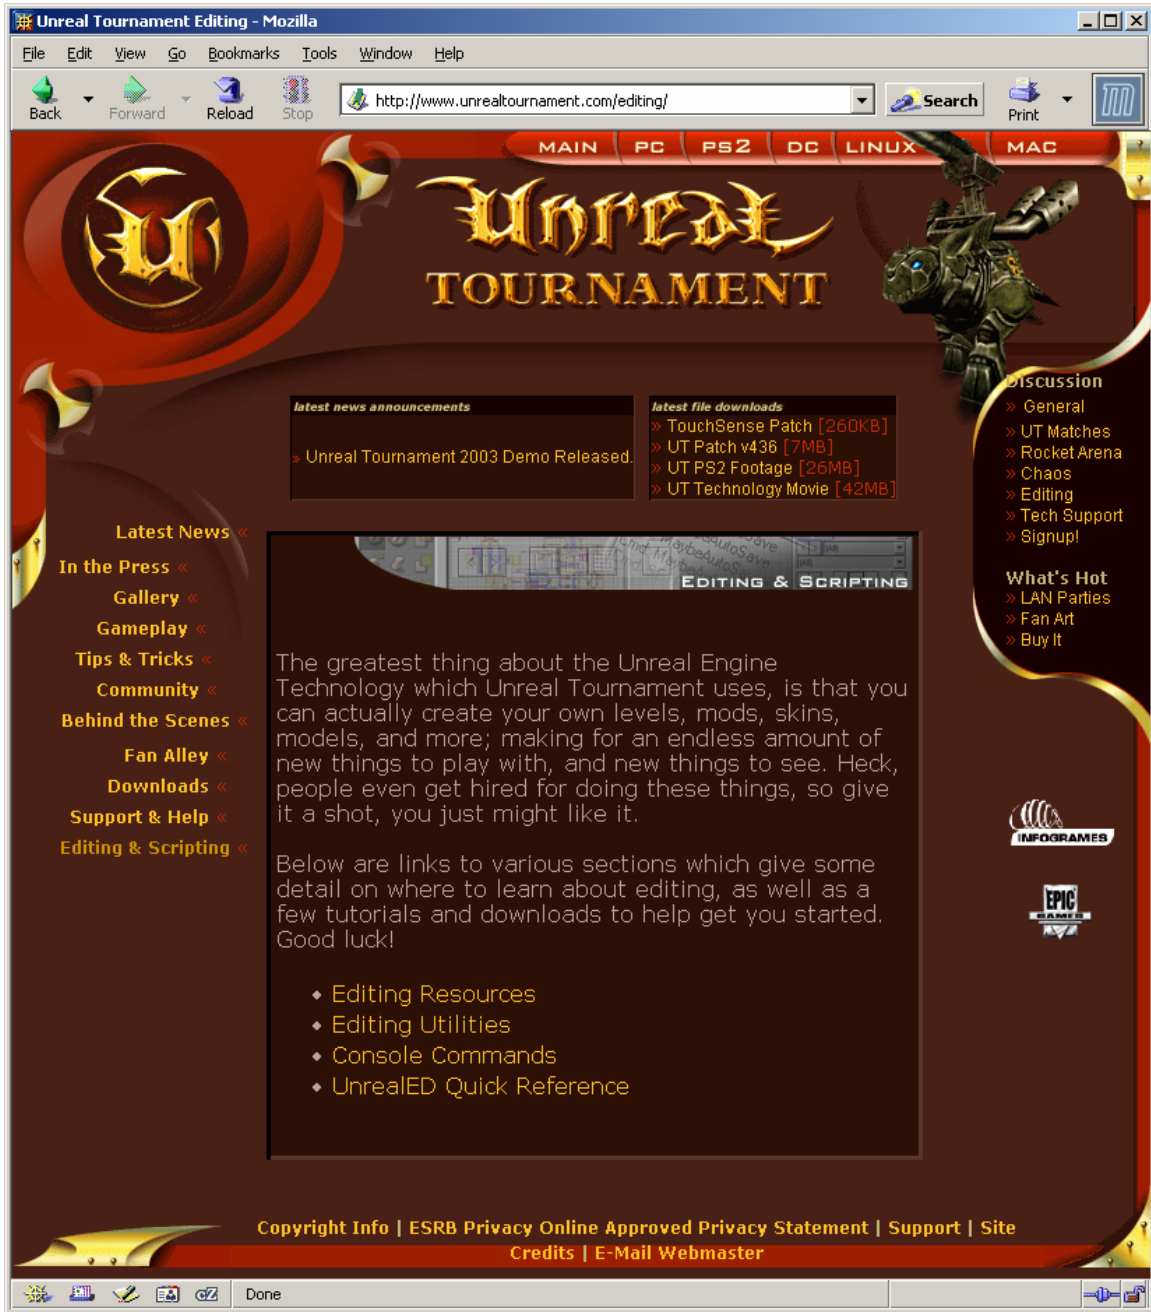 Unreal Tournament Editing - Mozilla
File Edit View Go Bookmarks Tools Window Help
Back Forward Reload Stop http://www.unrealtournament.com/editing/ Search Print
MAIN PC PS2 DC LINUX MAC
Unreal
TOURNAMENT
Discussion
» General
» UT Matches
» Rocket Arena
» Chaos
» Editing
» Tech Support
» Signup!
What's Hot
» LAN Parties
» Fan Art
» Buy It
latest news announcements
» Unreal Tournament 2003 Demo Released.
latest file downloads
» TouchSense Patch [260KB]
» UT Patch v436 [7MB]
» UT PS2 Footage [26MB]
» UT Technology Movie [42MB]
Latest News «
In the Press «
Gallery «
Gameplay «
Tips & Tricks «
Community «
Behind the Scenes «
Fan Alley «
Downloads «
Support & Help «
Editing & Scripting «
MaybeAutoSave
EDITING & SCRIPTING
The greatest thing about the Unreal Engine
Technology which Unreal Tournament uses, is that you
can actually create your own levels, mods, skins,
models, and more; making for an endless amount of
new things to play with, and new things to see. Heck,
people even get hired for doing these things, so give
it a shot, you just might like it.
Below are links to various sections which give some
detail on where to learn about editing, as well as a
few tutorials and downloads to help get you started.
Good luck!
• Editing Resources
• Editing Utilities
• Console Commands
• UnrealED Quick Reference
INFOGRAMES
EPIC
GAMES
Copyright Info | ESRB Privacy Online Approved Privacy Statement | Support | Site
Credits | E-Mail Webmaster
Done